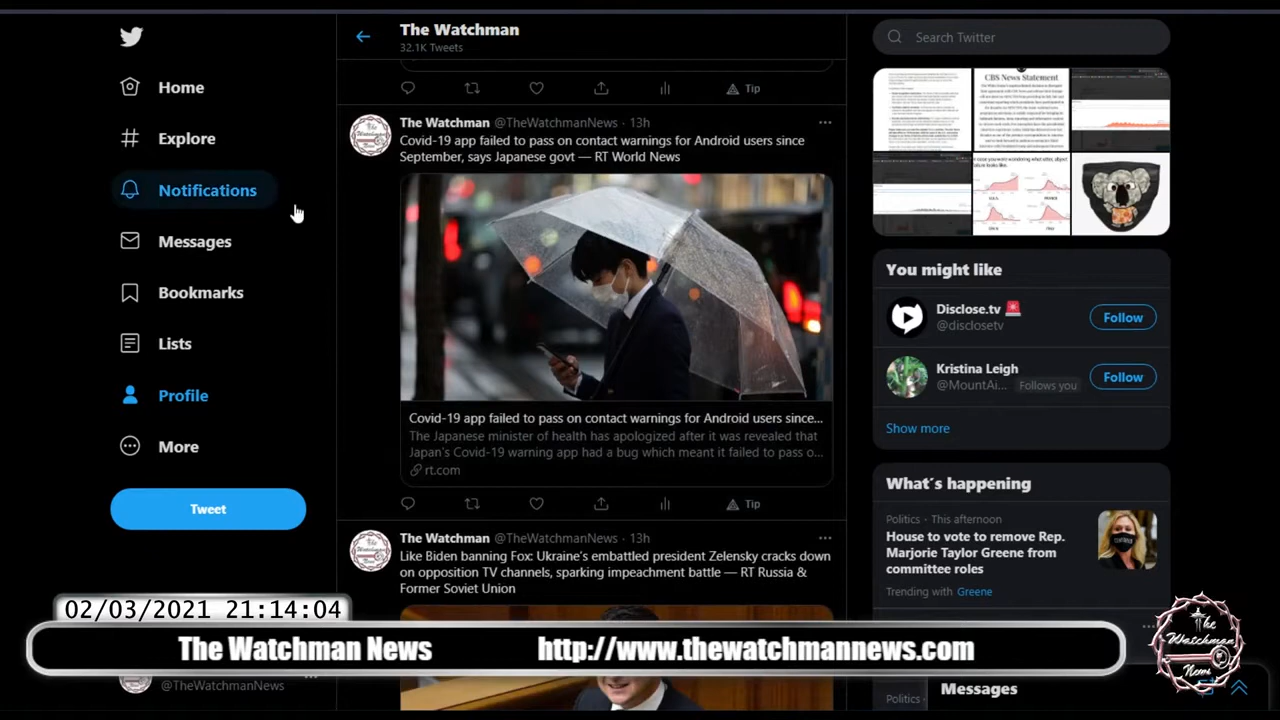 Home
Explore
Notifications
Messages
Bookmarks
Lists
Profile
More
Tweet
@TheWatchmanNews
The Watchman
32.1K Tweets
Tip
The Watchman @TheWatchmanNews · 13h
Covid-19 app failed to pass on contact warnings for Android users since
September, says Japanese govt — RT World News
Covid-19 app failed to pass on contact warnings for Android users since...
The Japanese minister of health has apologized after it was revealed that
Japan's Covid-19 warning app had a bug which meant it failed to pass o...
rt.com
Tip
The Watchman @TheWatchmanNews · 13h
Like Biden banning Fox: Ukraine's embattled president Zelensky cracks down
on opposition TV channels, sparking impeachment battle — RT Russia &
Former Soviet Union
Search Twitter
CBS News Statement
You might like
Disclose.tv
@disclosetv
Follow
Kristina Leigh
@MountAi... Follows you
Follow
Show more
What's happening
Politics · This afternoon
House to vote to remove Rep.
Marjorie Taylor Greene from
committee roles
Trending with Greene
Politics ·
Messages
02/03/2021 21:14:04
The Watchman News http://www.thewatchmannews.com
The
Watchman
News